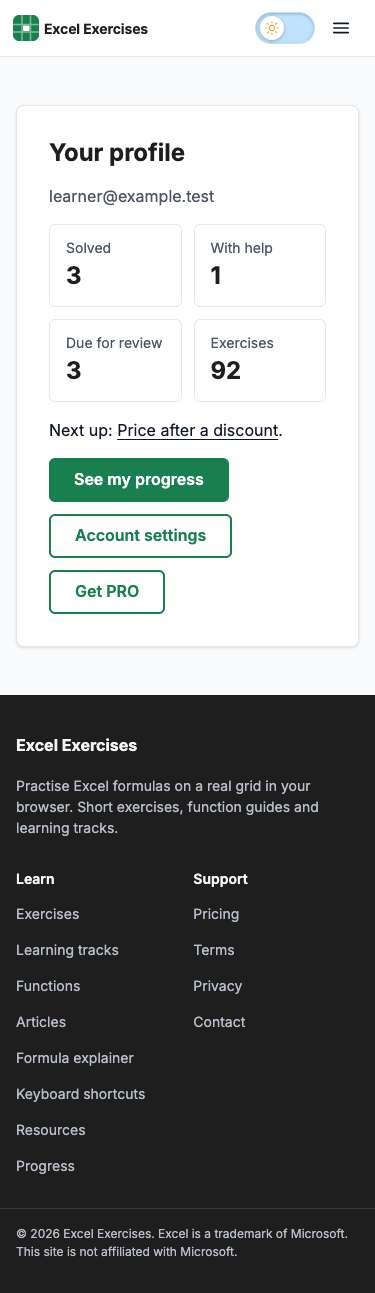 Excel Exercises
Your profile
learner@example.test
Solved
3
With help
1
Due for review
3
Exercises
92
Next up: Price after a discount.
See my progress
Account settings
Get PRO
Excel Exercises
Practise Excel formulas on a real grid in your
browser. Short exercises, function guides and
learning tracks.
Learn
Exercises
Learning tracks
Functions
Articles
Formula explainer
Keyboard shortcuts
Resources
Progress
Support
Pricing
Terms
Privacy
Contact
© 2026 Excel Exercises. Excel is a trademark of Microsoft.
This site is not affiliated with Microsoft.